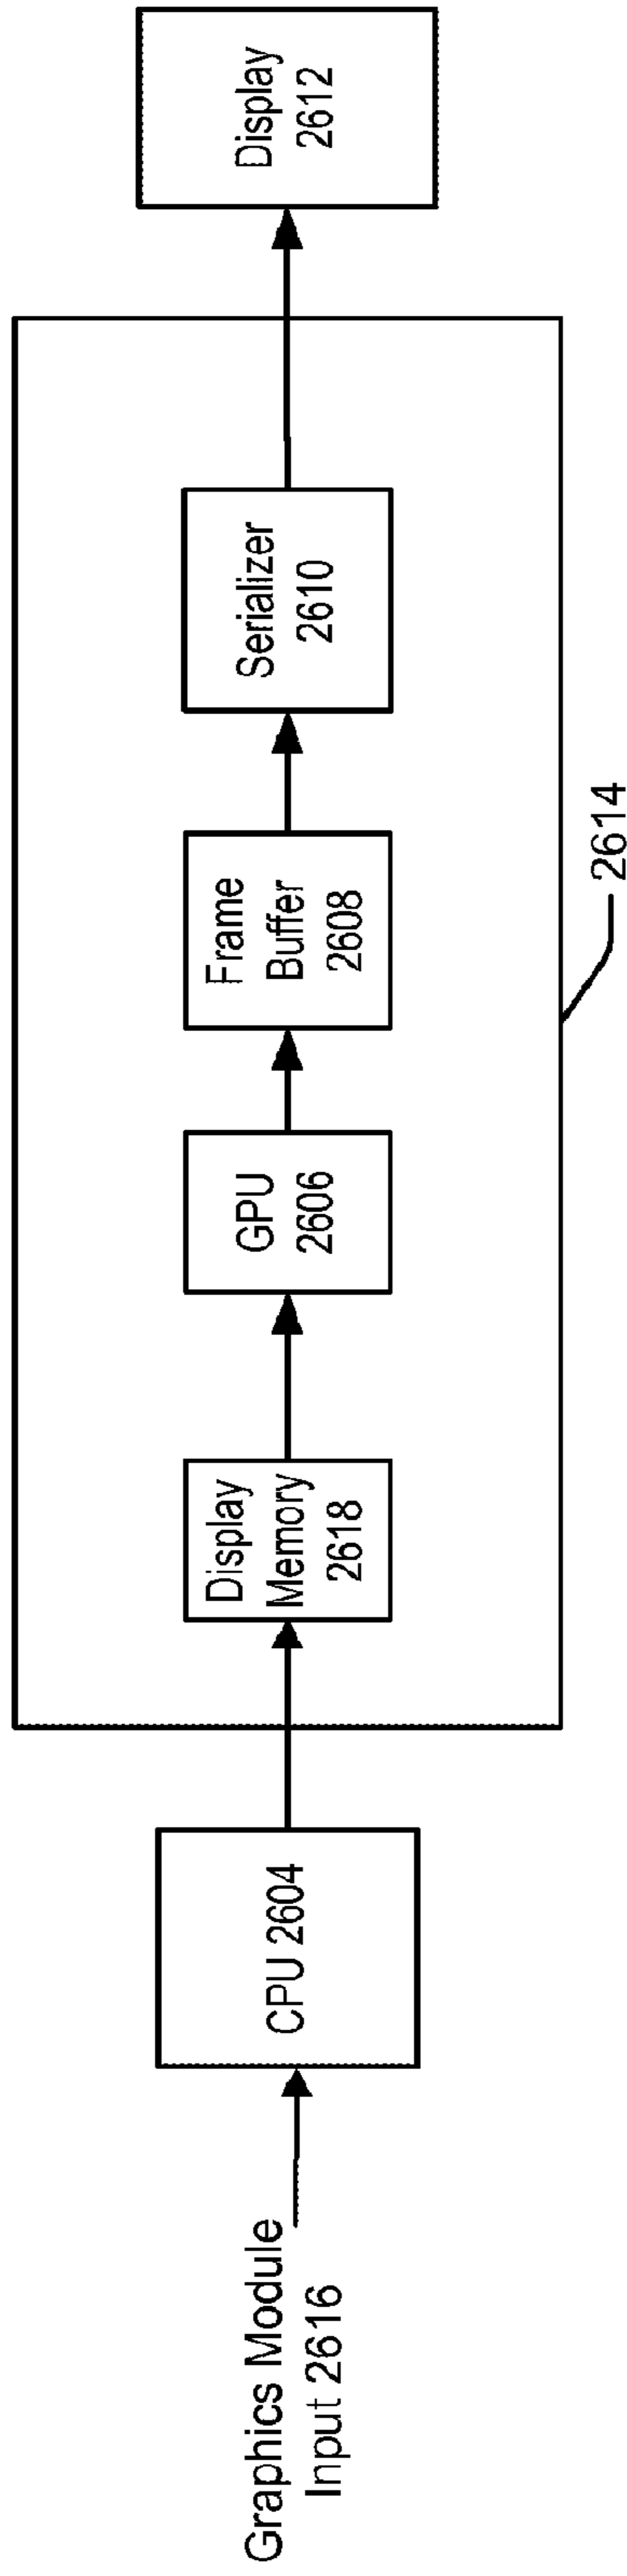 Graphics Module
Input 2616
CPU 2604
Display
Memory
2618
GPU
2606
Frame
Buffer
2608
Serializer
2610
Display
2612
2614